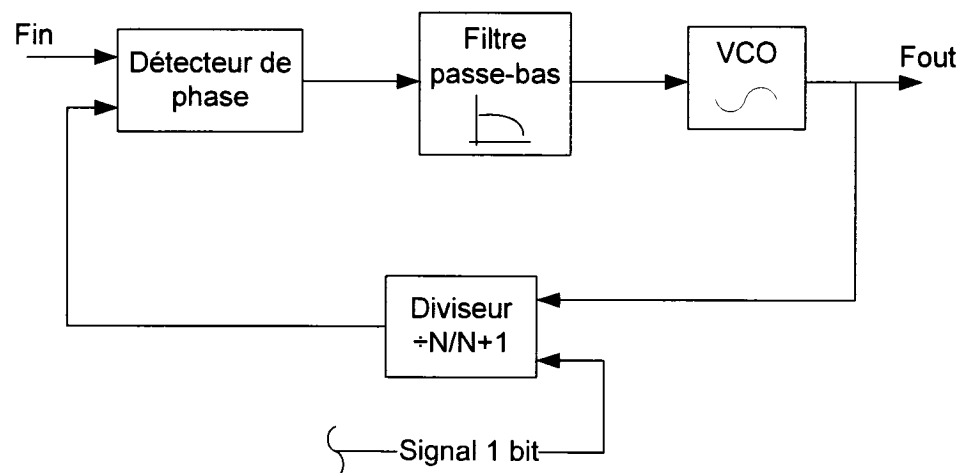 Fin
Détecteur de
phase
Filtre
passe-bas
VCO
Fout
Diviseur
÷N/N+1
Signal 1 bit